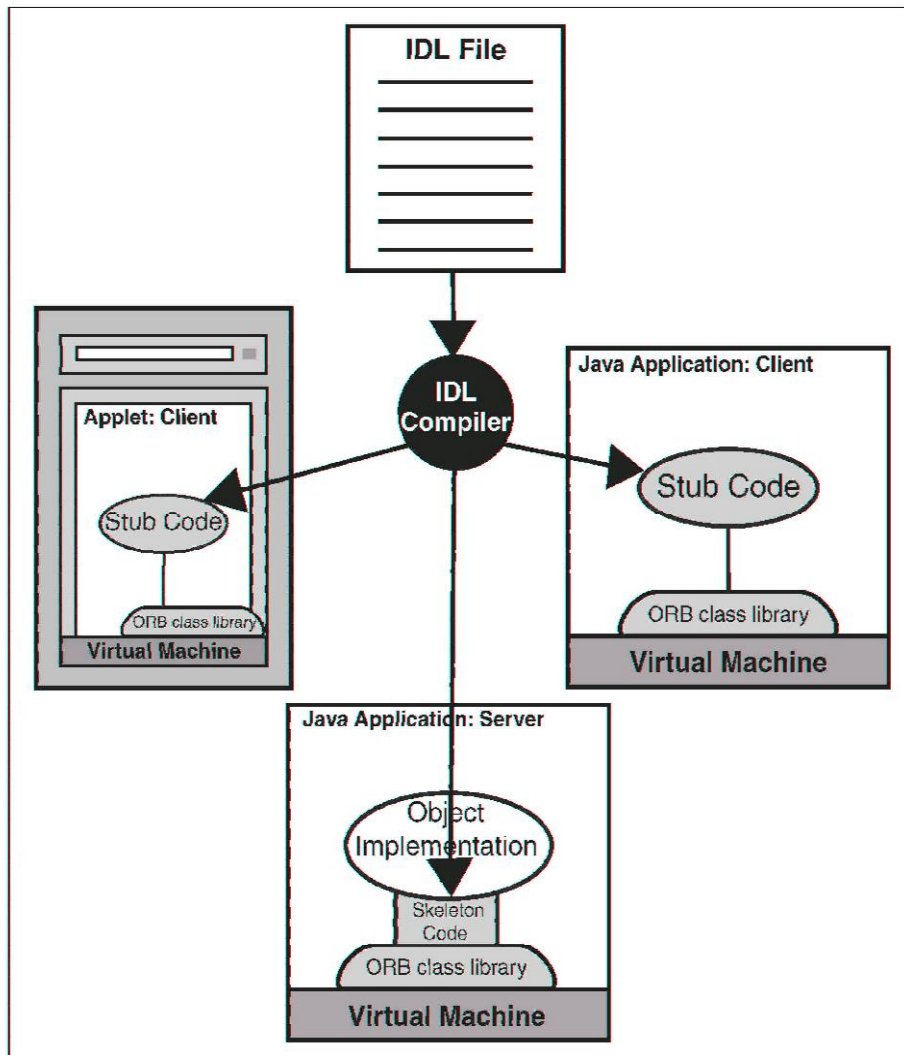 IDL File
IDL
Compiler
Applet: Client
Stub Code
ORB class library
Virtual Machine
Java Application: Client
Stub Code
ORB class library
Virtual Machine
Java Application: Server
Object
Implementation
Skeleton
Code
ORB class library
Virtual Machine